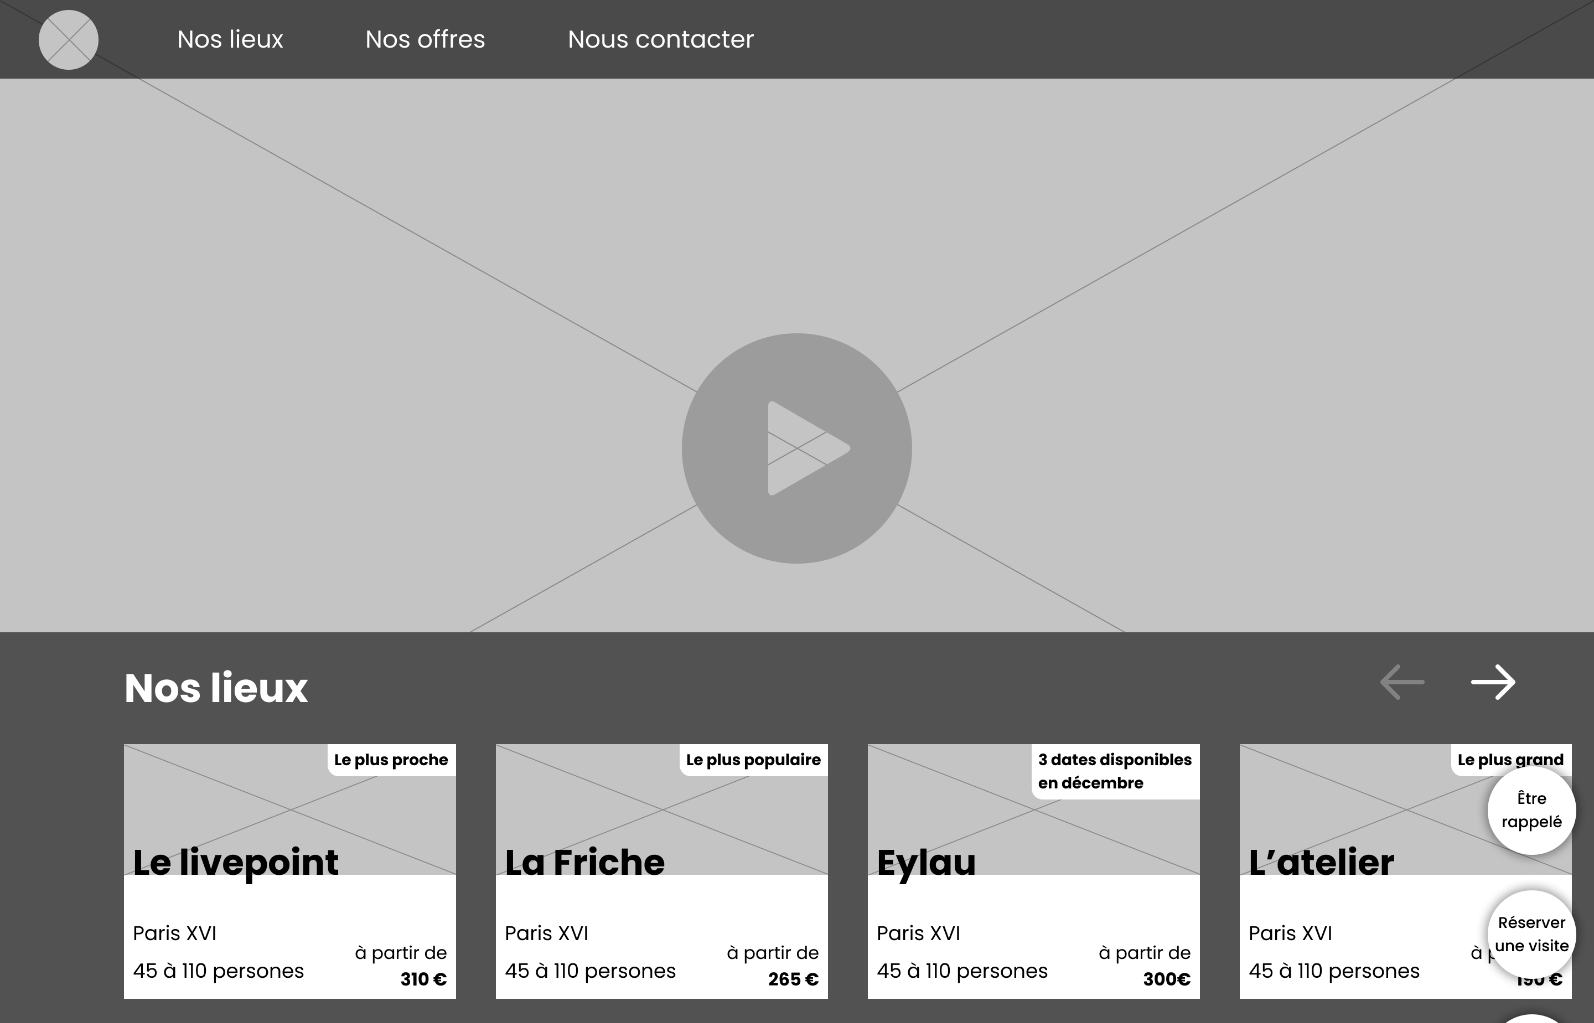 Nos lieux
Nos offres
Nous contacter
Nos lieux
Le plus proche
Le livepoint
Paris XVI
45 à 110 persones
à partir de
310 €
Le plus populaire
La Friche
Paris XVI
45 à 110 persones
à partir de
265 €
3 dates disponibles
en décembre
Eylau
Paris XVI
45 à 110 persones
à partir de
300€
Le plus grand
L’atelier
Paris XVI
45 à 110 persones
à
190 €
Être
rappelé
Réserver
une visite